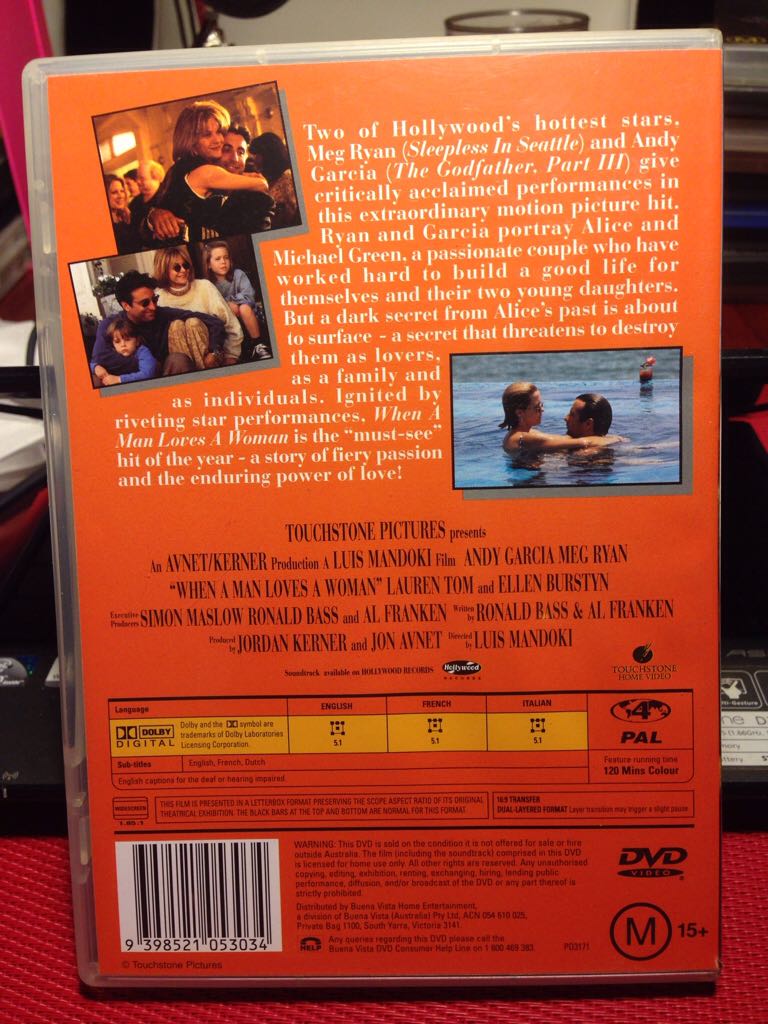 Two of Hollywood's hottest stars,
Meg Ryan (Sleepless In Seattle) and Andy
Garcia (The Godfather, Part III) give
critically acclaimed performances in
this extraordinary motion picture hit.
Ryan and Garcia portray Alice and
Michael Green, a passionate couple who have
worked hard to build a good life for
themselves and their two young daughters.
But a dark secret from Alice's past is about
to surface - a secret that threatens to destroy
them as lovers,
as a family and
as individuals. Ignited by
riveting star performances, When A
Man Loves A Woman is the "must-see"
hit of the year - a story of fiery passion
and the enduring power of love!
TOUCHSTONE PICTURES presents
An AVNET/KERNER Production A LUIS MANDOKI Film ANDY GARCIA MEG RYAN
"WHEN A MAN LOVES A WOMAN" LAUREN TOM and ELLEN BURSTYN
Executive Producers SIMON MASLOW RONALD BASS and AL FRANKEN Written by RONALD BASS & AL FRANKEN
Produced by JORDAN KERNER and JON AVNET Directed by LUIS MANDOKI
Soundtrack available on HOLLYWOOD RECORDS Hollywood RECORDS
TOUCHSTONE
HOME VIDEO
Language ENGLISH FRENCH ITALIAN
DOLBY
DIGITAL
Dolby and the DD symbol are
trademarks of Dolby Laboratories
Licensing Corporation.
5.1 5.1 5.1
4
PAL
Sub-titles English, French, Dutch
English captions for the deaf or hearing impaired
Feature running time
120 Mins Colour
WIDESCREEN
1.85:1
THIS FILM IS PRESENTED IN A LETTERBOX FORMAT PRESERVING THE SCOPE ASPECT RATIO OF ITS ORIGINAL
THEATRICAL EXHIBITION. THE BLACK BARS AT THE TOP AND BOTTOM ARE NORMAL FOR THIS FORMAT.
16:9 TRANSFER
DUAL-LAYERED FORMAT Layer transition may trigger a slight pause
WARNING: This DVD is sold on the condition it is not offered for sale or hire
outside Australia. The film (including the soundtrack) comprised in this DVD
is licensed for home use only. All other rights are reserved. Any unauthorised
copying, editing, exhibition, renting, exchanging, hiring, lending public
performance, diffusion, and/or broadcast of the DVD or any part thereof is
strictly prohibited.
Distributed by Buena Vista Home Entertainment,
a division of Buena Vista (Australia) Pty Ltd, ACN 054 610 025,
Private Bag 1100, South Yarra, Victoria 3141.
HELP
Any queries regarding this DVD please call the
Buena Vista DVD Consumer Help Line on 1 800 469 383.
PD3171
DVD
VIDEO
M 15+
9 398521 053034
© Touchstone Pictures